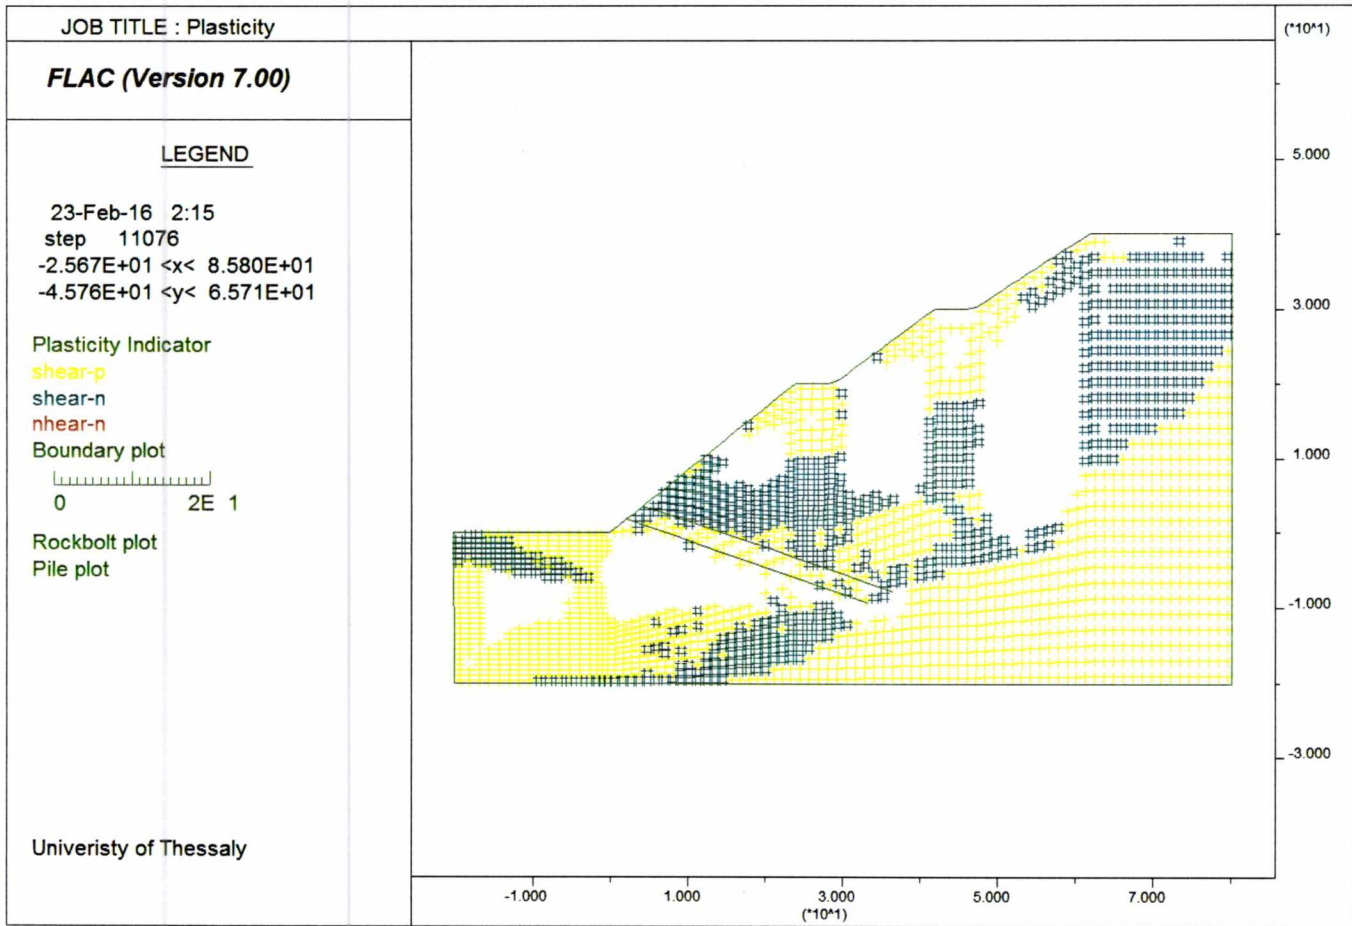 JOB TITLE : Plasticity
FLAC (Version 7.00)
LEGEND
23-Feb-16 2:15
step 11076
-2.567E+01 <x< 8.580E+01
-4.576E+01 <y< 6.571E+01
Plasticity Indicator
shear-p
shear-n
nhear-n
Boundary plot
0 2E 1
Rockbolt plot
Pile plot
Univeristy of Thessaly
(*10^1)
5.000
3.000
1.000
-1.000
-3.000
-1.000 1.000 3.000 5.000 7.000
(*10^1)